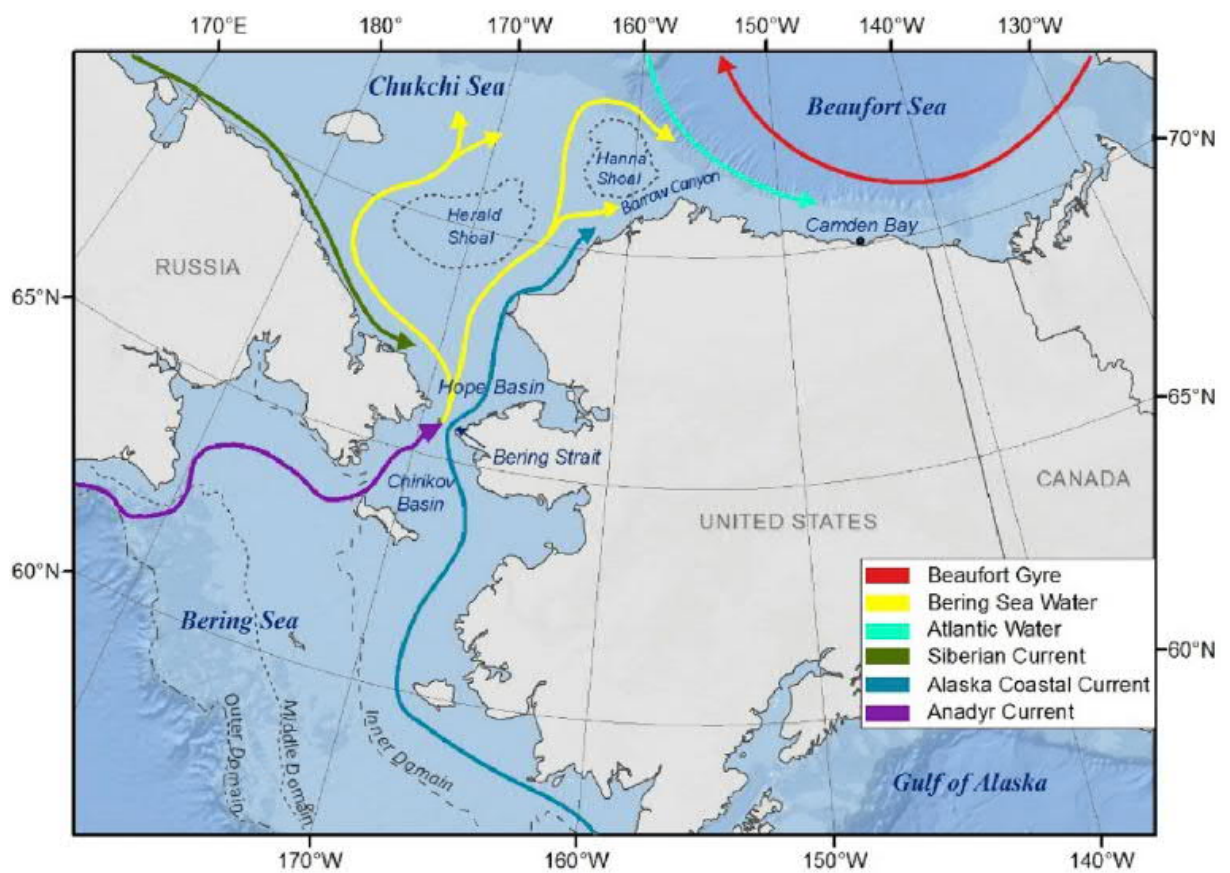 170°E
180°
170°W
160°W
150°W
140°W
130°W
Chukchi Sea
Beaufort Sea
70°N
Hanna
Shoal
Barrow Canyon
Herald
Shoal
Camden Bay
RUSSIA
65°N
Hope Basin
65°N
Bering Strait
Chirikov
Basin
CANADA
UNITED STATES
60°N
Beaufort Gyre
Bering Sea Water
Atlantic Water
Siberian Current
Alaska Coastal Current
Anadyr Current
Bering Sea
60°N
Outer Domain
Middle Domain
Inner Domain
Gulf of Alaska
170°W
160°W
150°W
140°W